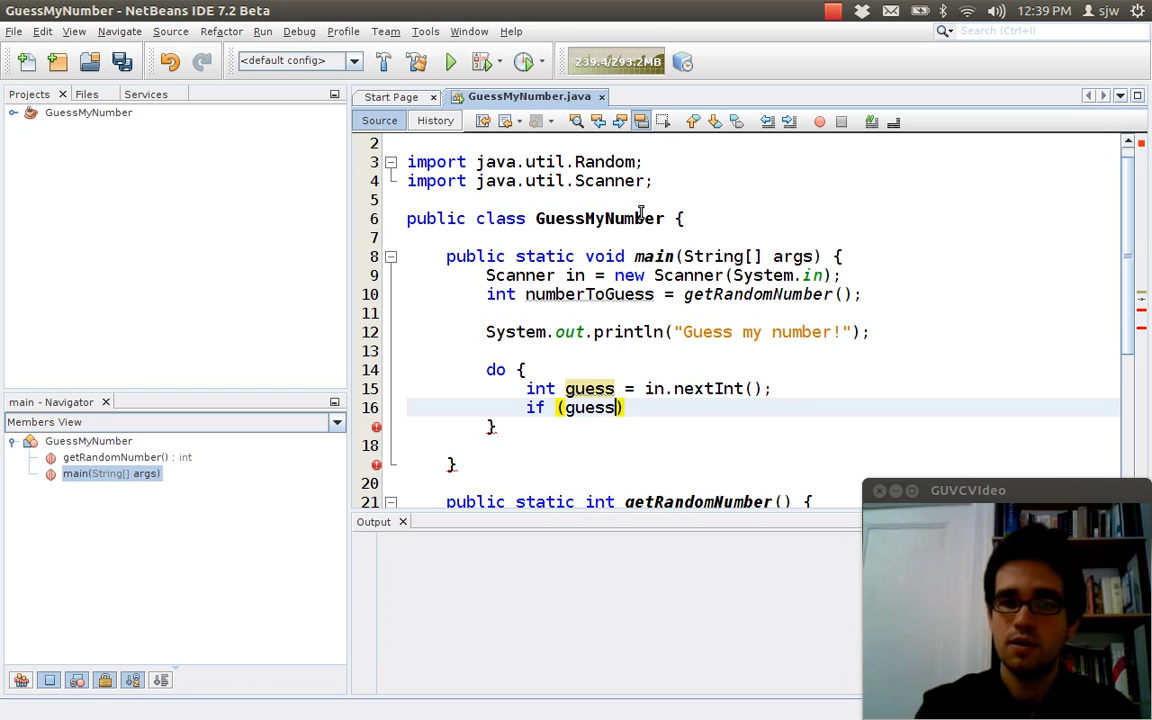 GuessMyNumber - NetBeans IDE 7.2 Beta
12:39 PM sjw
File Edit View Navigate Source Refactor Run Debug Profile Team Tools Window Help
Search (Ctrl+I)
<default config>
239.4/293.2MB
Projects Files Services
Start Page GuessMyNumber.java
GuessMyNumber
Source History
2
3 import java.util.Random;
4 import java.util.Scanner;
5
6 public class GuessMyNumber {
7
8 public static void main(String[] args) {
9 Scanner in = new Scanner(System.in);
10 int numberToGuess = getRandomNumber();
12 System.out.println("Guess my number!");
13
14 do {
15 int guess = in.nextInt();
16 if (guess)
}
18
}
20
21 public static int getRandomNumber() {
main - Navigator
Members View
GuessMyNumber
getRandomNumber() : int
main(String[] args)
Output
GUVCVideo